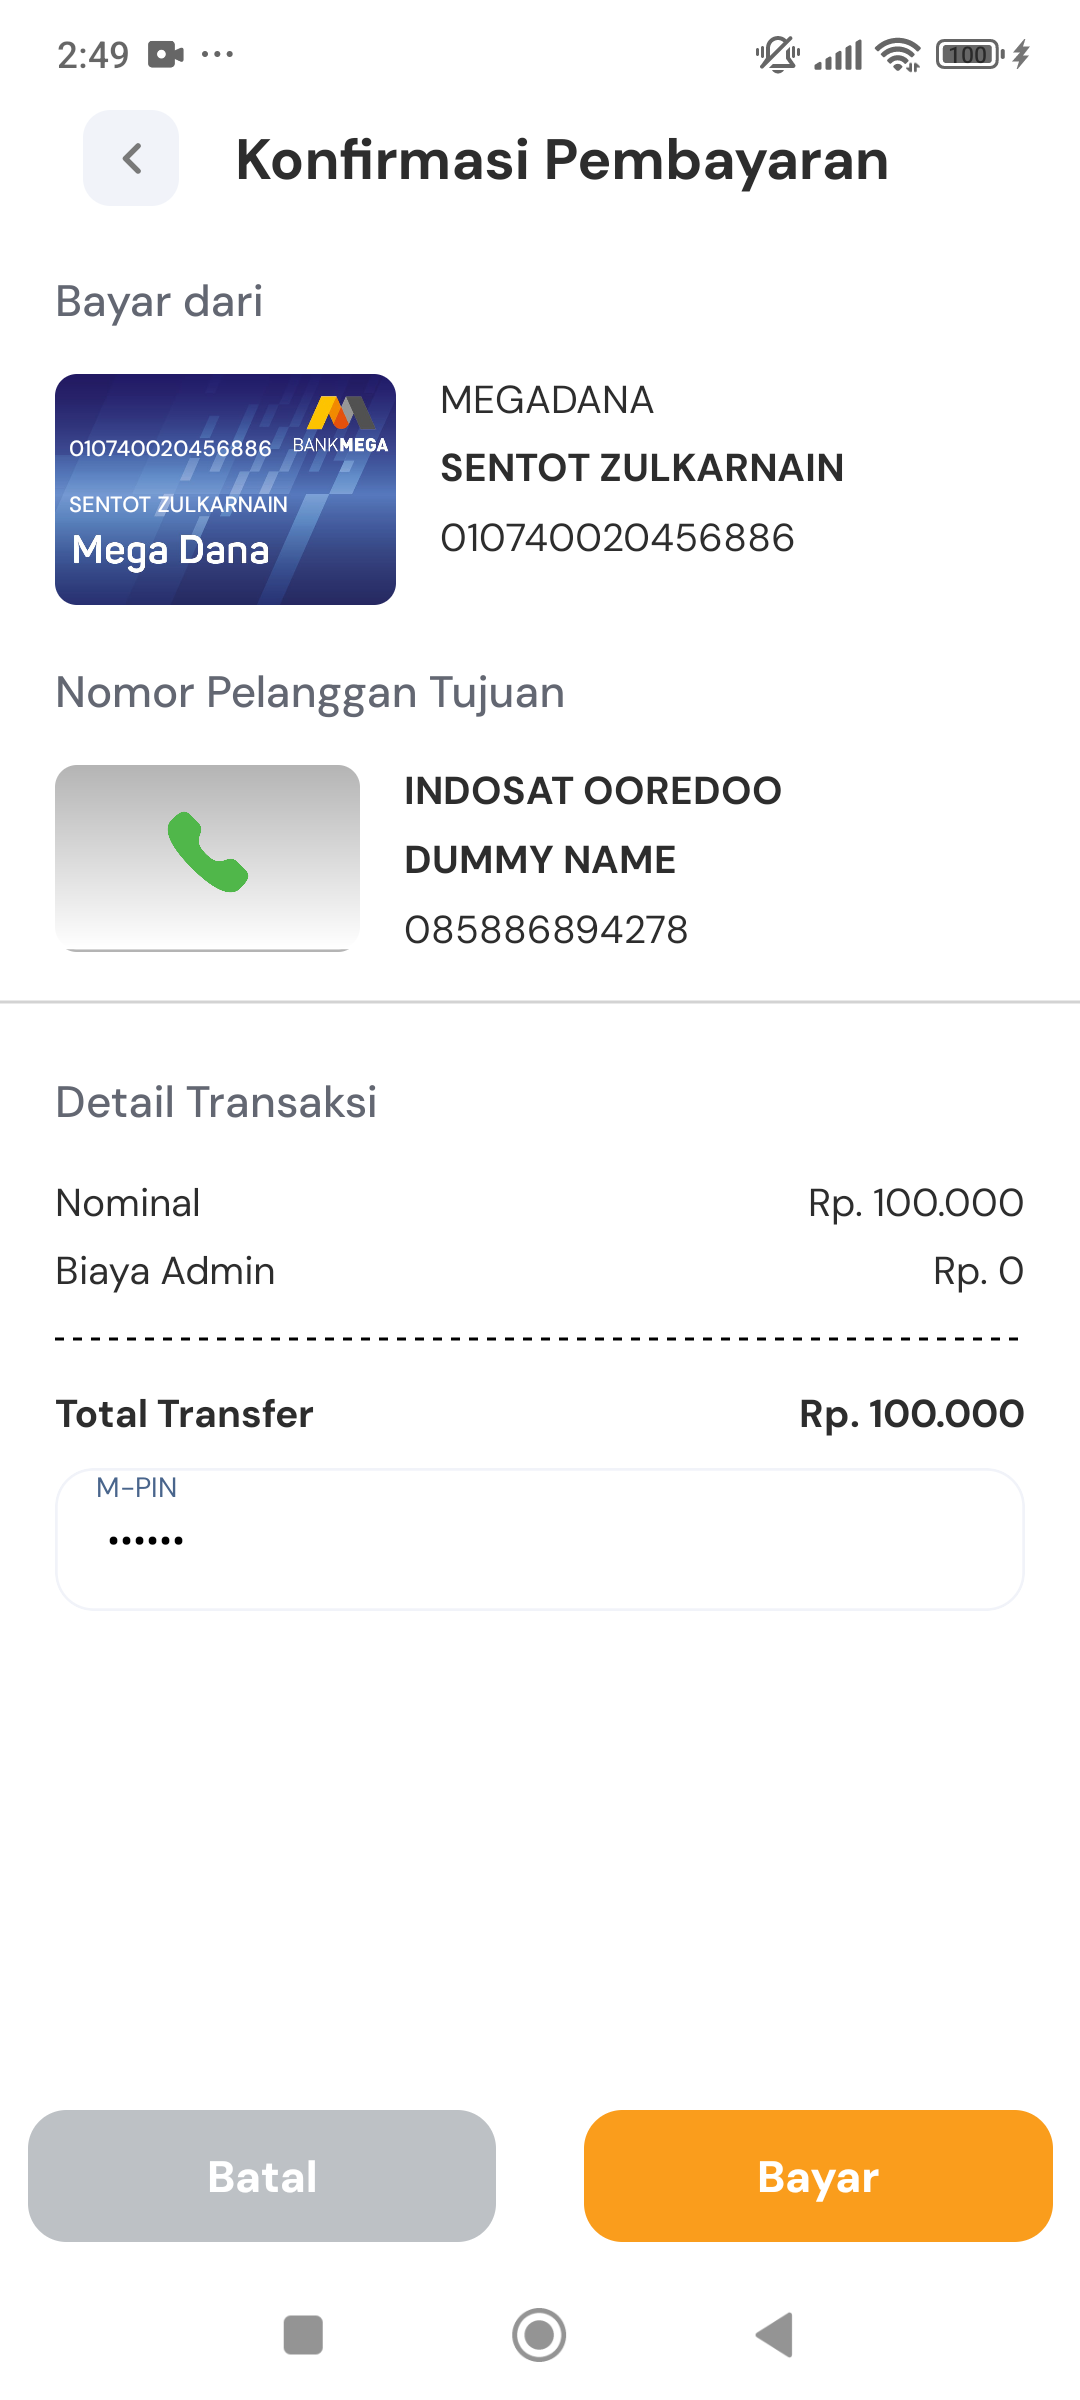 2:49
100
Konfirmasi Pembayaran
Bayar dari
010740020456886
BANKMEGA
SENTOT ZULKARNAIN
Mega Dana
MEGADANA
SENTOT ZULKARNAIN
010740020456886
Nomor Pelanggan Tujuan
INDOSAT OOREDOO
DUMMY NAME
085886894278
Detail Transaksi
Nominal Rp. 100.000
Biaya Admin Rp. 0
Total Transfer Rp. 100.000
M-PIN
••••••
Batal Bayar